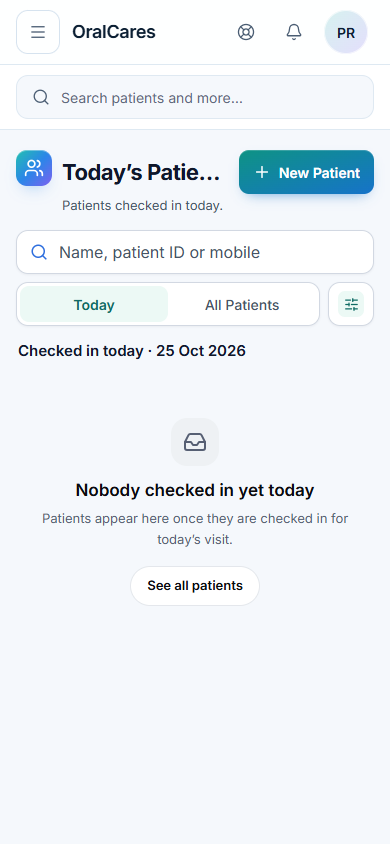 OralCares
PR
Search patients and more...
Today’s Patie...
New Patient
Patients checked in today.
Name, patient ID or mobile
Today
All Patients
Checked in today · 25 Oct 2026
Nobody checked in yet today
Patients appear here once they are checked in for
today’s visit.
See all patients